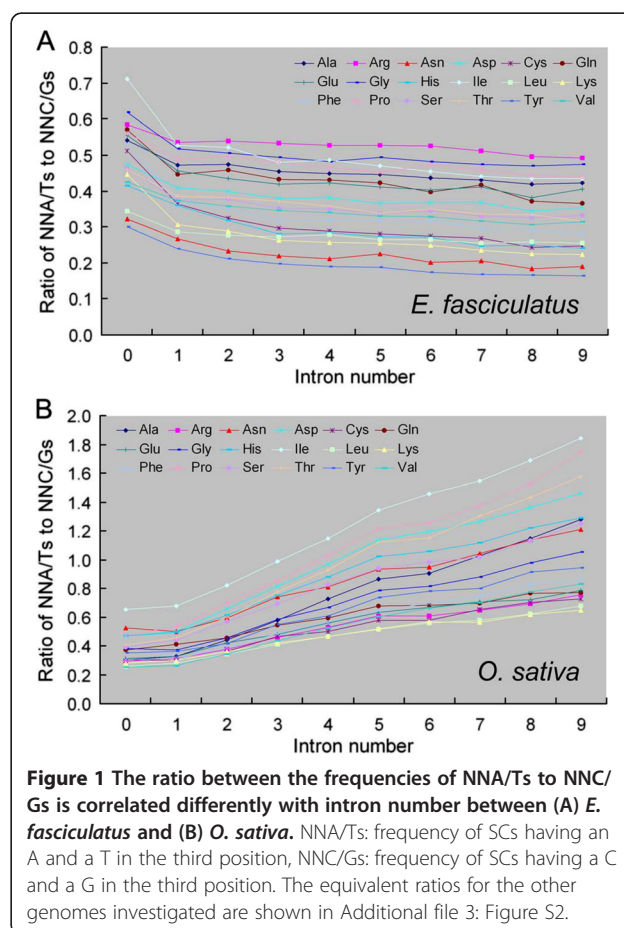 A
Ratio of NNA/Ts to NNC/Gs
0.8
0.7
0.6
0.5
0.4
0.3
0.2
0.1
0.0
Ala Arg Asn Asp Cys Gln
Glu Gly His Ile Leu Lys
Phe Pro Ser Thr Tyr Val
E. fasciculatus
0 1 2 3 4 5 6 7 8 9
Intron number
B
Ratio of NNA/Ts to NNC/Gs
2.0
1.8
1.6
1.4
1.2
1.0
0.8
0.6
0.4
0.2
0.0
Ala Arg Asn Asp Cys Gln
Glu Gly His Ile Leu Lys
Phe Pro Ser Thr Tyr Val
O. sativa
0 1 2 3 4 5 6 7 8 9
Intron number
Figure 1 The ratio between the frequencies of NNA/Ts to NNC/
Gs is correlated differently with intron number between (A) E.
fasciculatus and (B) O. sativa. NNA/Ts: frequency of SCs having an
A and a T in the third position, NNC/Gs: frequency of SCs having a C
and a G in the third position. The equivalent ratios for the other
genomes investigated are shown in Additional file 3: Figure S2.